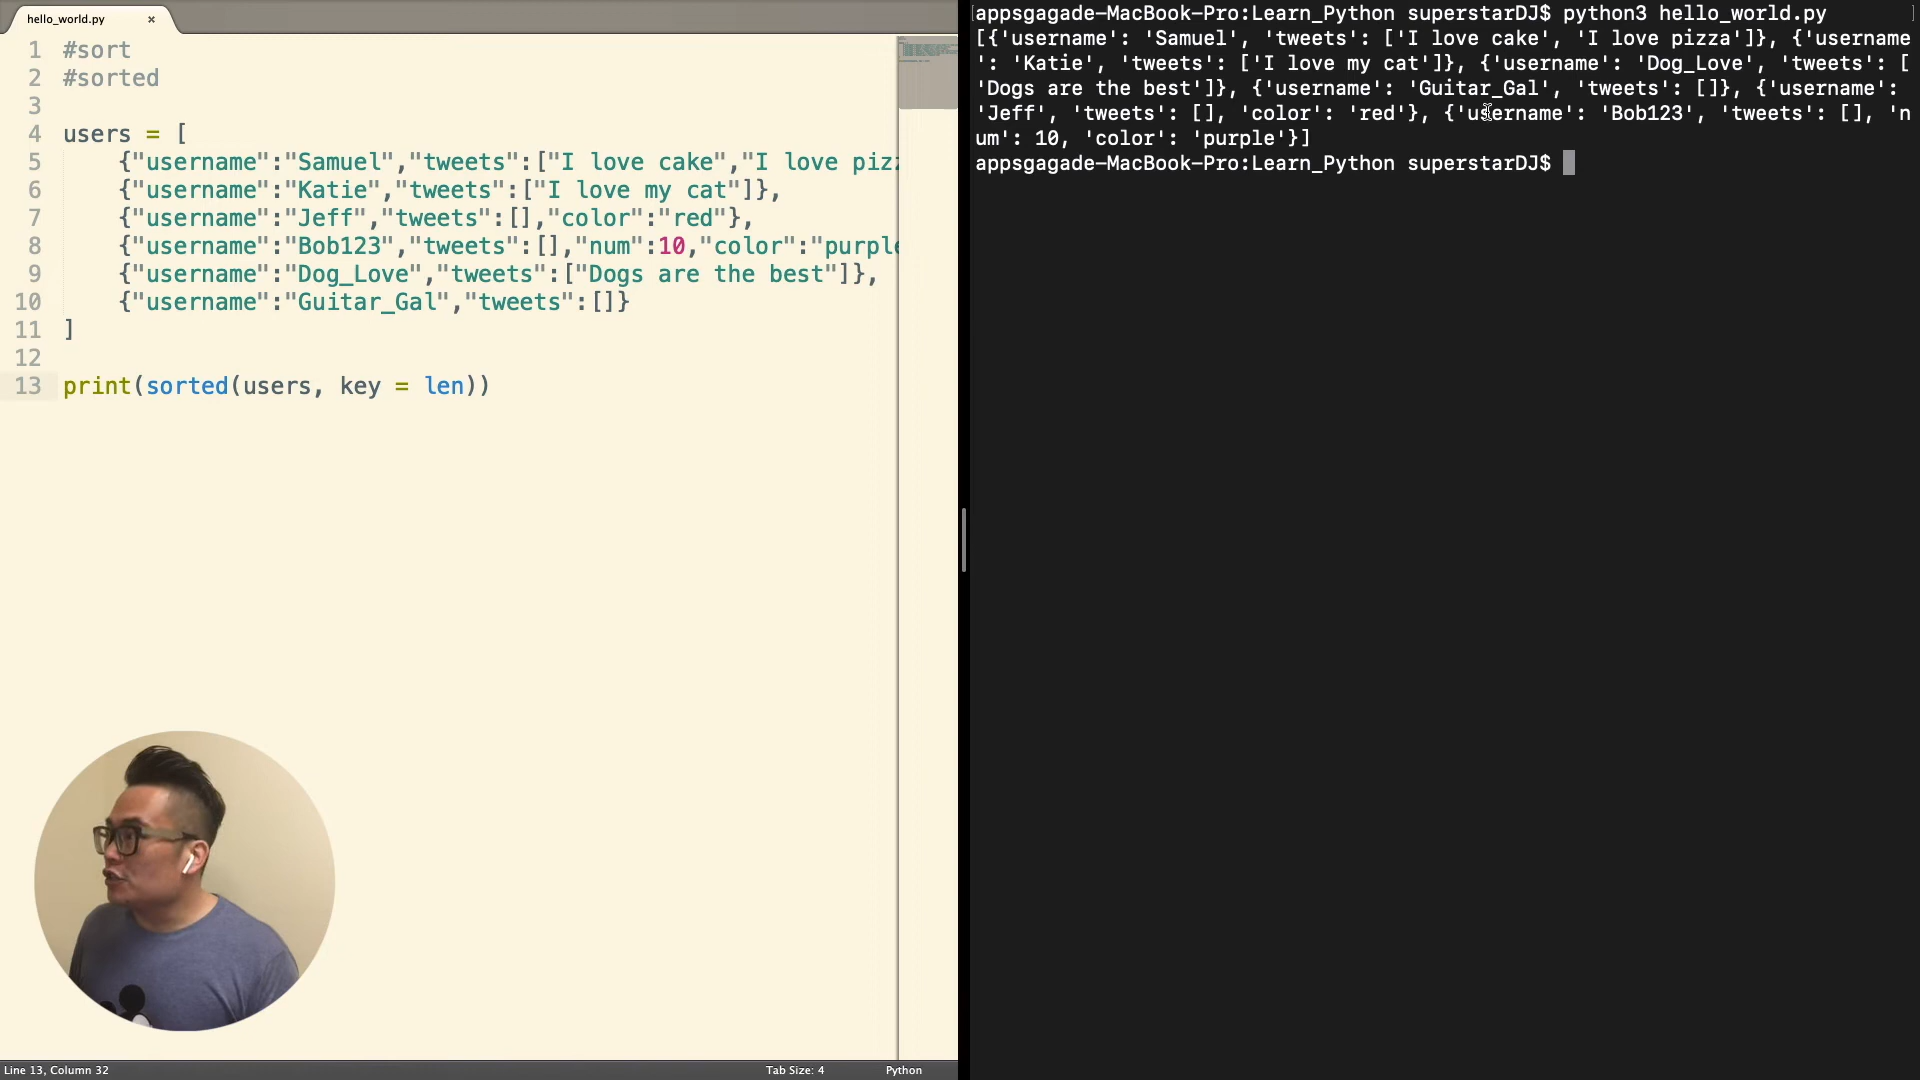 hello_world.py ×
1 #sort
2 #sorted
3
4 users = [
5 {"username":"Samuel","tweets":["I love cake","I love piz
6 {"username":"Katie","tweets":["I love my cat"]},
7 {"username":"Jeff","tweets":[],"color":"red"},
8 {"username":"Bob123","tweets":[],"num":10,"color":"purple
9 {"username":"Dog_Love","tweets":["Dogs are the best"]},
10 {"username":"Guitar_Gal","tweets":[]}
11 ]
12
13 print(sorted(users, key = len))
Line 13, Column 32
Tab Size: 4
Python
[appsgagade-MacBook-Pro:Learn_Python superstarDJ$ python3 hello_world.py ]
[{'username': 'Samuel', 'tweets': ['I love cake', 'I love pizza']}, {'username
': 'Katie', 'tweets': ['I love my cat']}, {'username': 'Dog_Love', 'tweets': [
'Dogs are the best']}, {'username': 'Guitar_Gal', 'tweets': []}, {'username':
'Jeff', 'tweets': [], 'color': 'red'}, {'username': 'Bob123', 'tweets': [], 'n
um': 10, 'color': 'purple'}]
appsgagade-MacBook-Pro:Learn_Python superstarDJ$